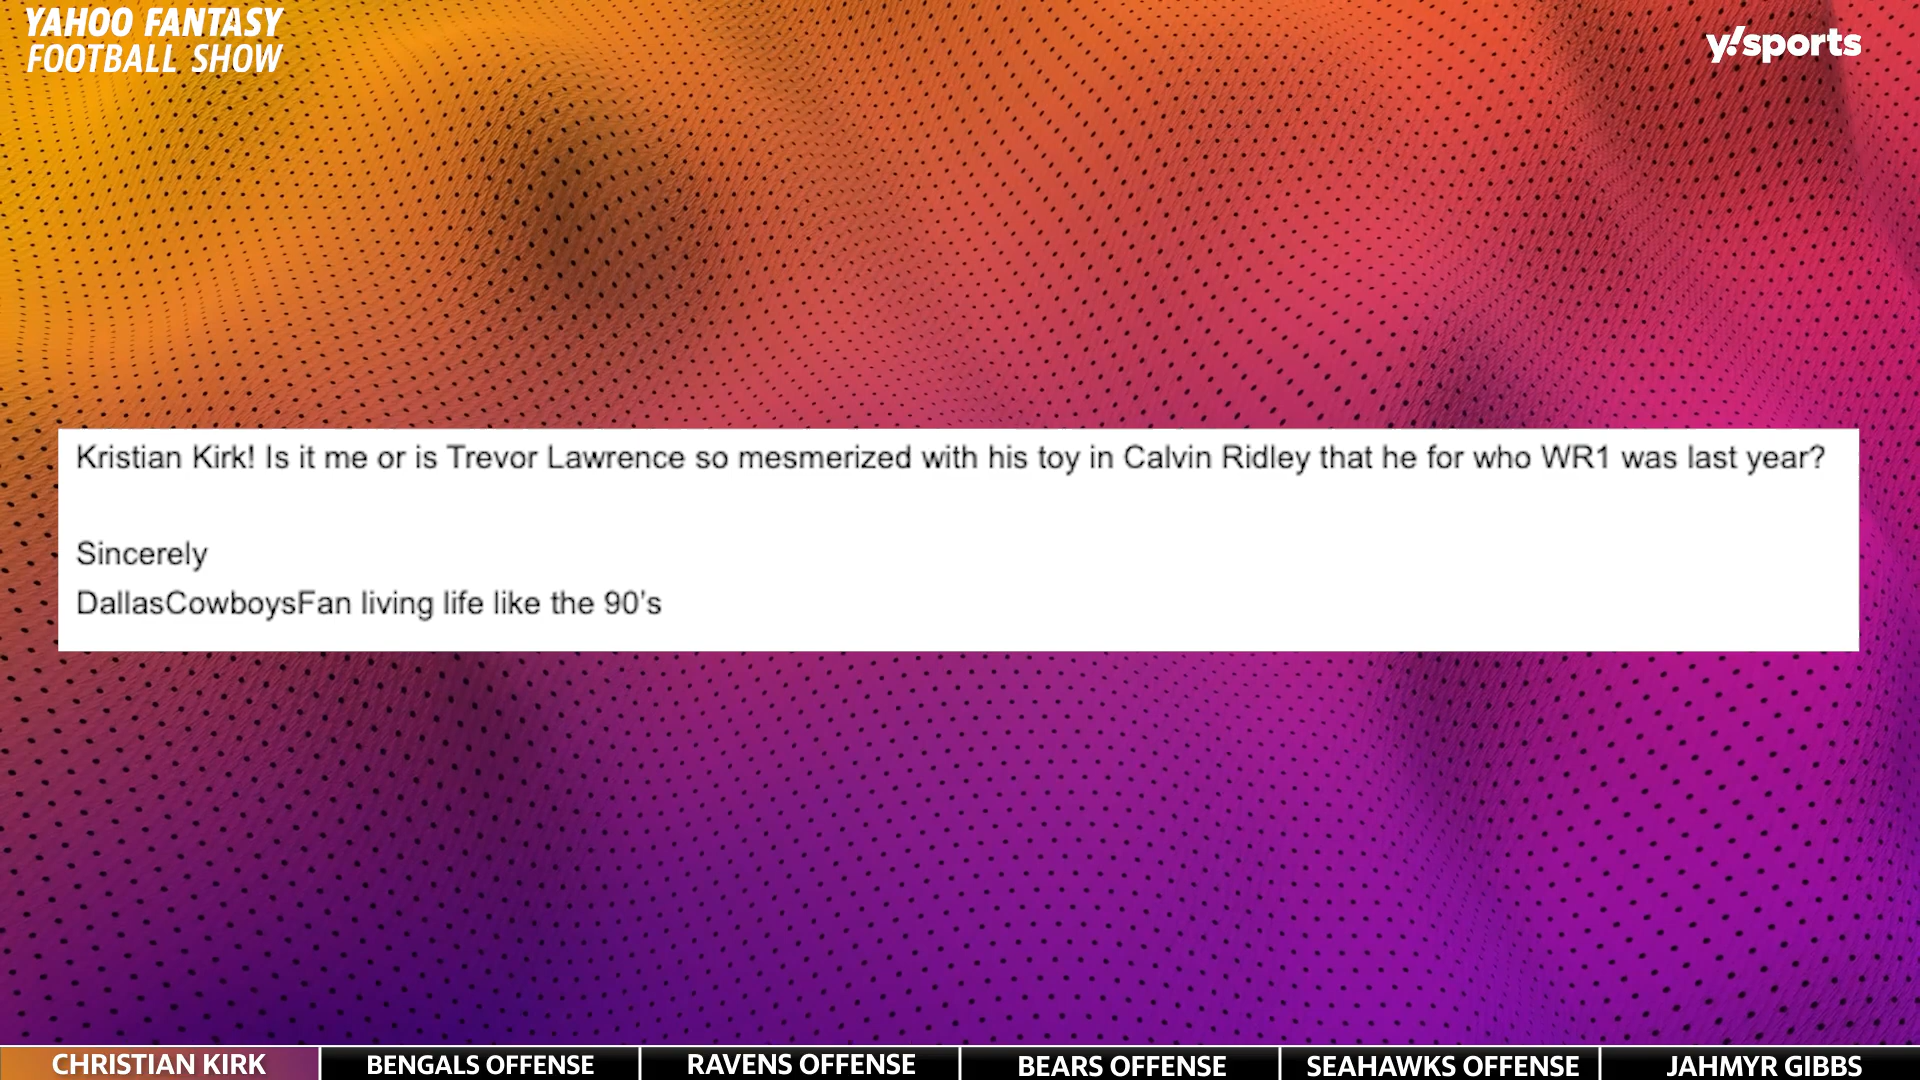 YAHOO FANTASY
FOOTBALL SHOW
y!sports
Kristian Kirk! Is it me or is Trevor Lawrence so mesmerized with his toy in Calvin Ridley that he for who WR1 was last year?
Sincerely
DallasCowboysFan living life like the 90's
CHRISTIAN KIRK
BENGALS OFFENSE
RAVENS OFFENSE
BEARS OFFENSE
SEAHAWKS OFFENSE
JAHMYR GIBBS